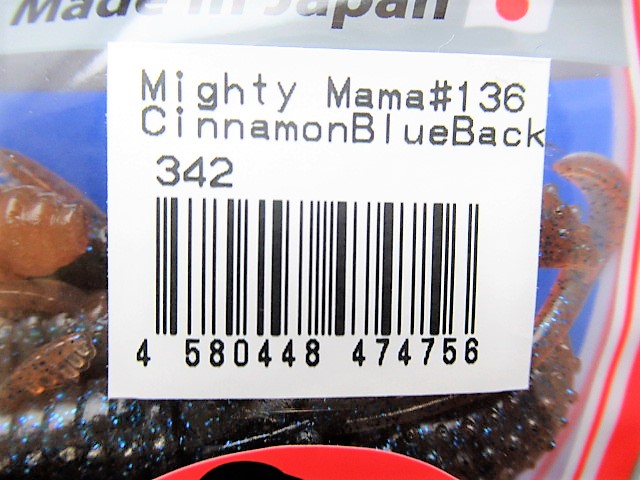 Made in Japan
Mighty Mama#136
CinnamonBlueBack
342
4 580448 474756